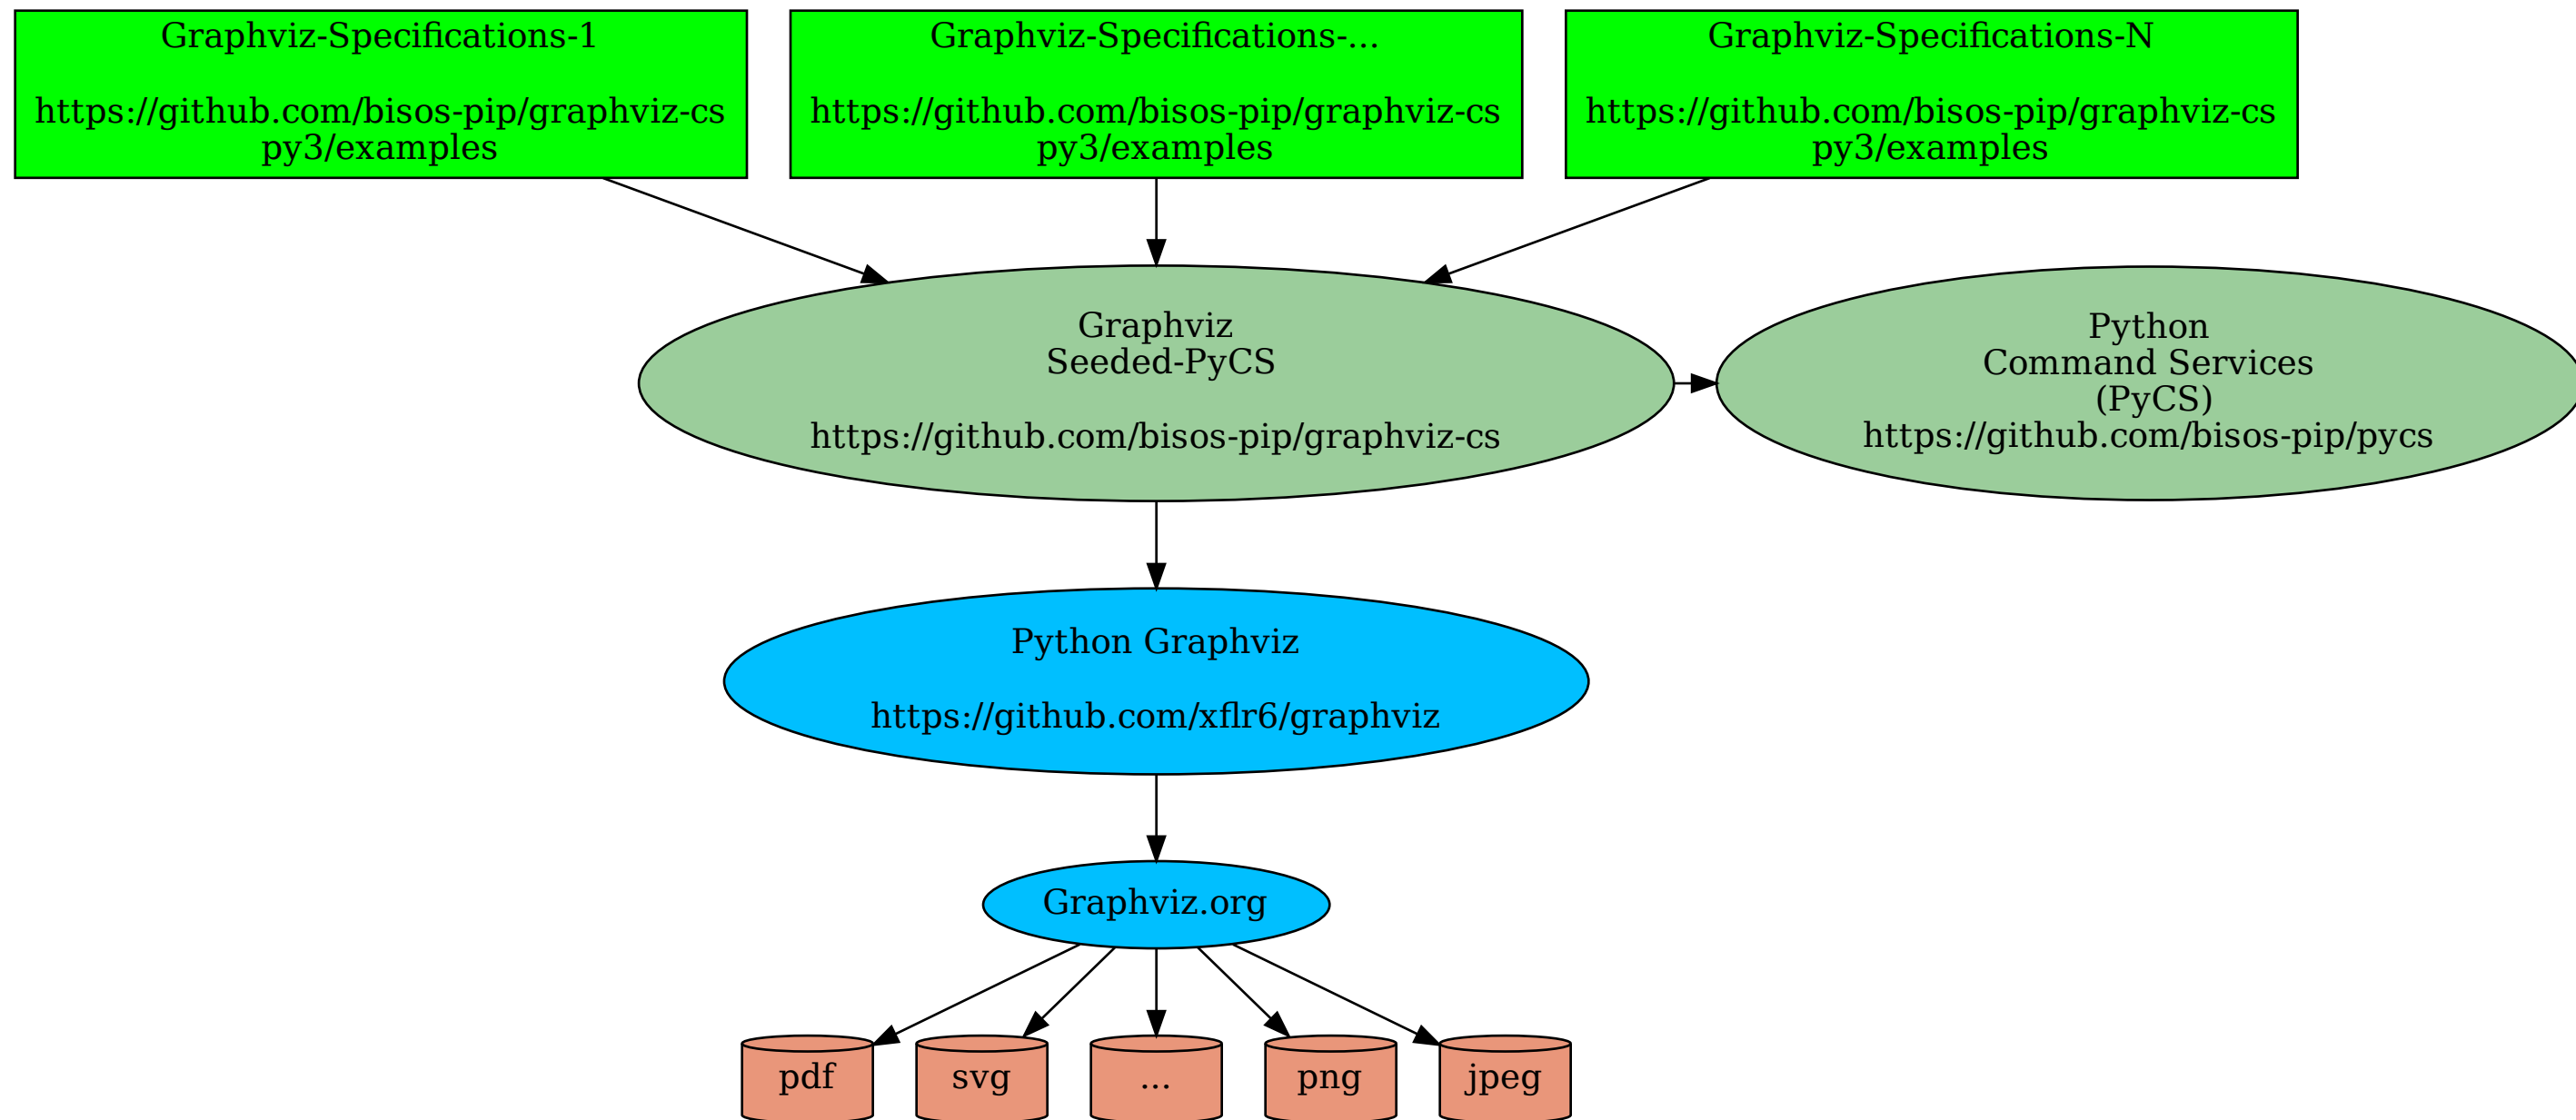 Graphviz-Specifications-1
https://github.com/bisos-pip/graphviz-cs
py3/examples
Graphviz-Specifications-...
https://github.com/bisos-pip/graphviz-cs
py3/examples
Graphviz-Specifications-N
https://github.com/bisos-pip/graphviz-cs
py3/examples
Graphviz
Seeded-PyCS
https://github.com/bisos-pip/graphviz-cs
Python
Command Services
(PyCS)
https://github.com/bisos-pip/pycs
Python Graphviz
https://github.com/xflr6/graphviz
Graphviz.org
pdf
svg
...
png
jpeg